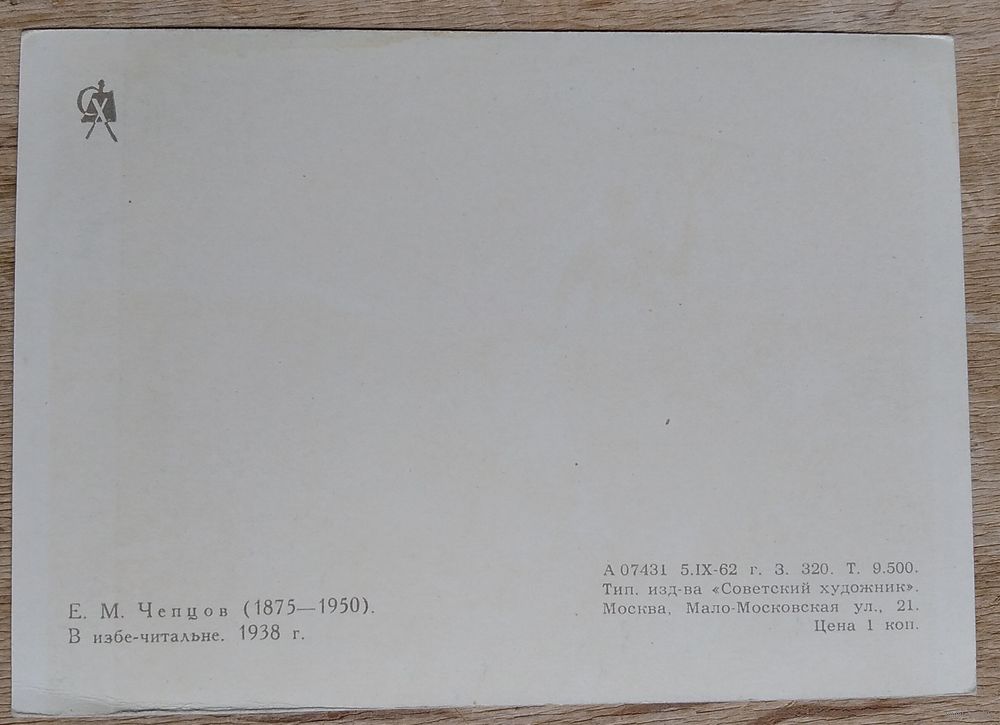 Е. М. Чепцов (1875—1950).
В избе-читальне. 1938 г.
А 07431 5.IX-62 г. З. 320. Т. 9.500.
Тип. изд-ва «Советский художник».
Москва, Мало-Московская ул., 21.
Цена 1 коп.